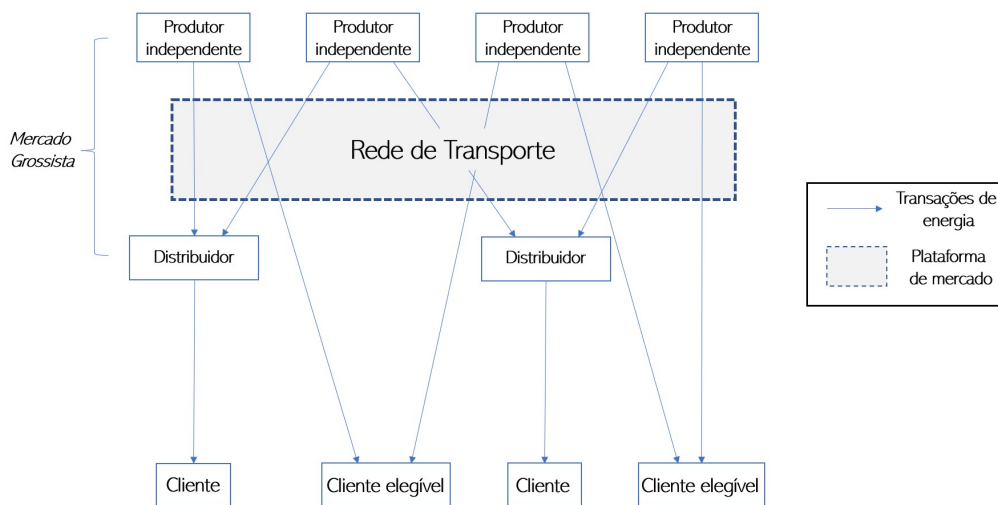 Produtor
independente
Produtor
independente
Produtor
independente
Produtor
independente
Mercado
Grossista
Rede de Transporte
Transações de
energia
Plataforma
de mercado
Distribuidor
Distribuidor
Cliente
Cliente elegível
Cliente
Cliente elegível